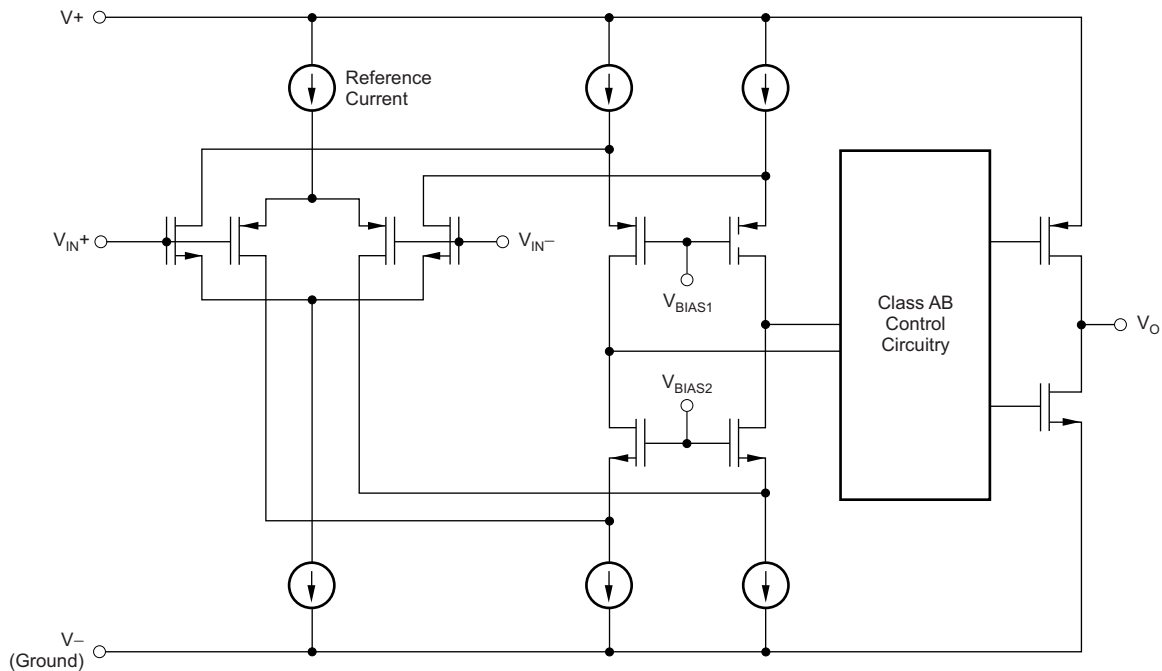 V+
Reference
Current
V_IN+
V_IN−
V_BIAS1
Class AB
Control
Circuitry
V_O
V_BIAS2
V−
(Ground)